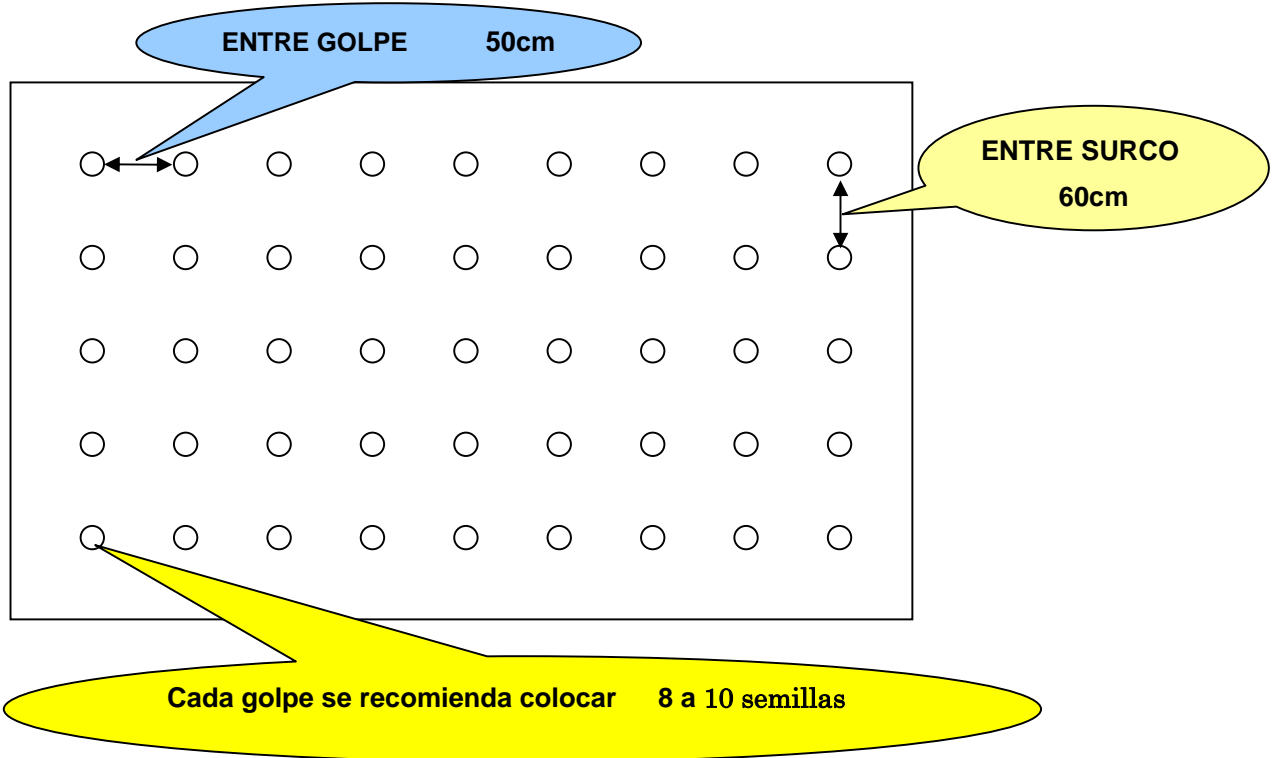 ENTRE GOLPE 50cm
ENTRE SURCO
60cm
Cada golpe se recomienda colocar 8 a 10 semillas